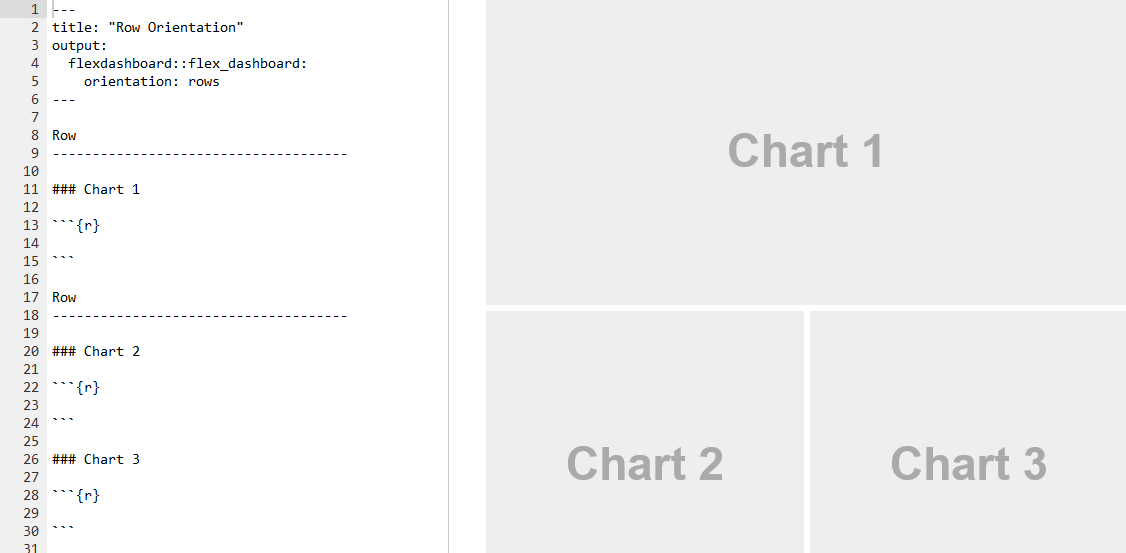 1 ---
2 title: "Row Orientation"
3 output:
4   flexdashboard::flex_dashboard:
5     orientation: rows
6 ---
7
8 Row
9 -------------------------------------
10
11 ### Chart 1
12
13 ```{r}
14
15 ```
16
17 Row
18 -------------------------------------
19
20 ### Chart 2
21
22 ```{r}
23
24 ```
25
26 ### Chart 3
27
28 ```{r}
29
30 ```
31
Chart 1
Chart 2
Chart 3